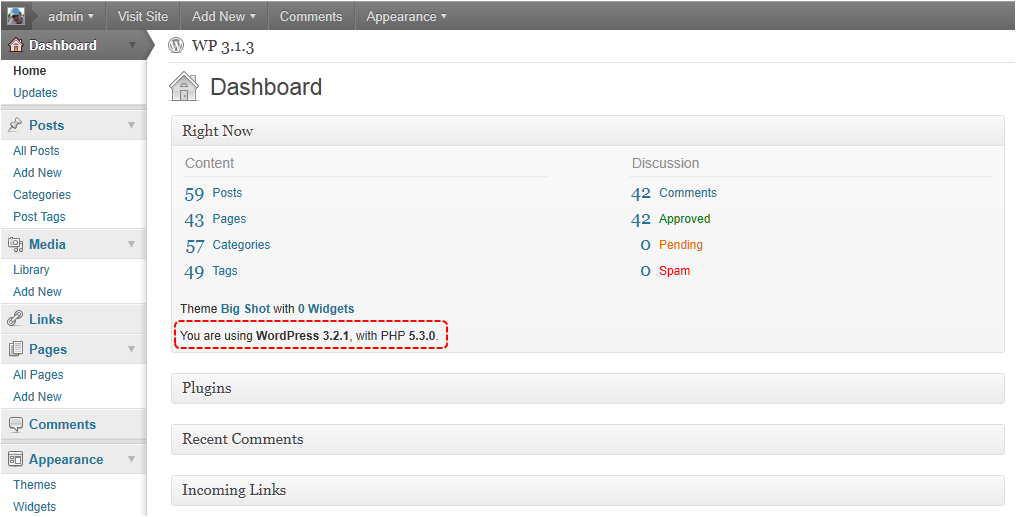 admin Visit Site Add New Comments Appearance
Dashboard
Home
Updates
Posts
All Posts
Add New
Categories
Post Tags
Media
Library
Add New
Links
Pages
All Pages
Add New
Comments
Appearance
Themes
Widgets
WP 3.1.3
Dashboard
Right Now
Content
59 Posts
43 Pages
57 Categories
49 Tags
Discussion
42 Comments
42 Approved
0 Pending
0 Spam
Theme Big Shot with 0 Widgets
You are using WordPress 3.2.1, with PHP 5.3.0.
Plugins
Recent Comments
Incoming Links